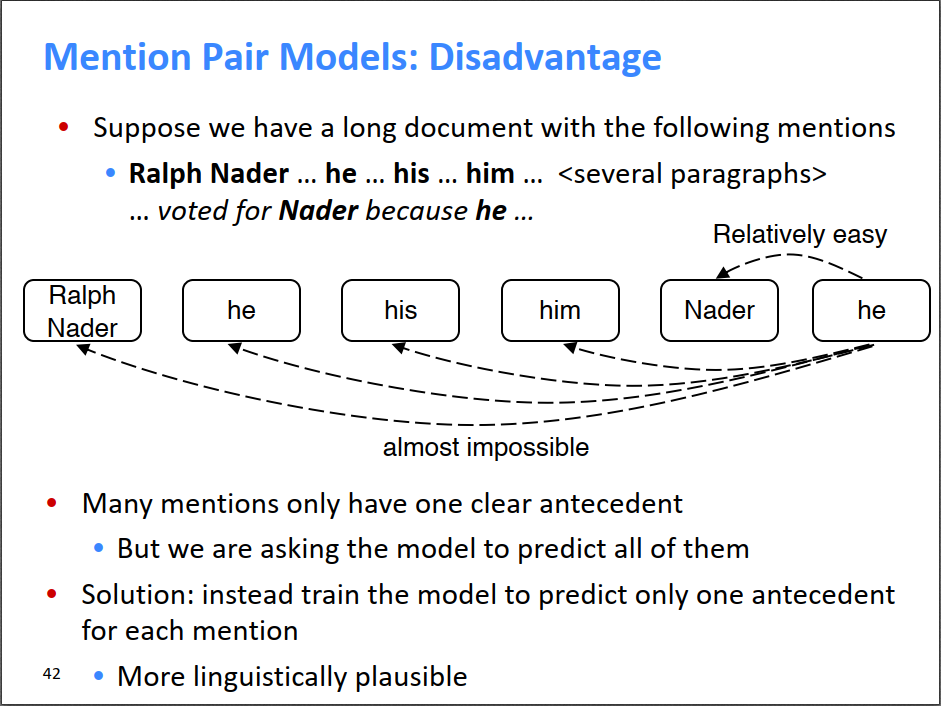 Mention Pair Models: Disadvantage
• Suppose we have a long document with the following mentions
• Ralph Nader … he … his … him … <several paragraphs>
… voted for Nader because he …
Relatively easy
Ralph
Nader
he
his
him
Nader
he
almost impossible
• Many mentions only have one clear antecedent
• But we are asking the model to predict all of them
• Solution: instead train the model to predict only one antecedent
for each mention
• More linguistically plausible
42